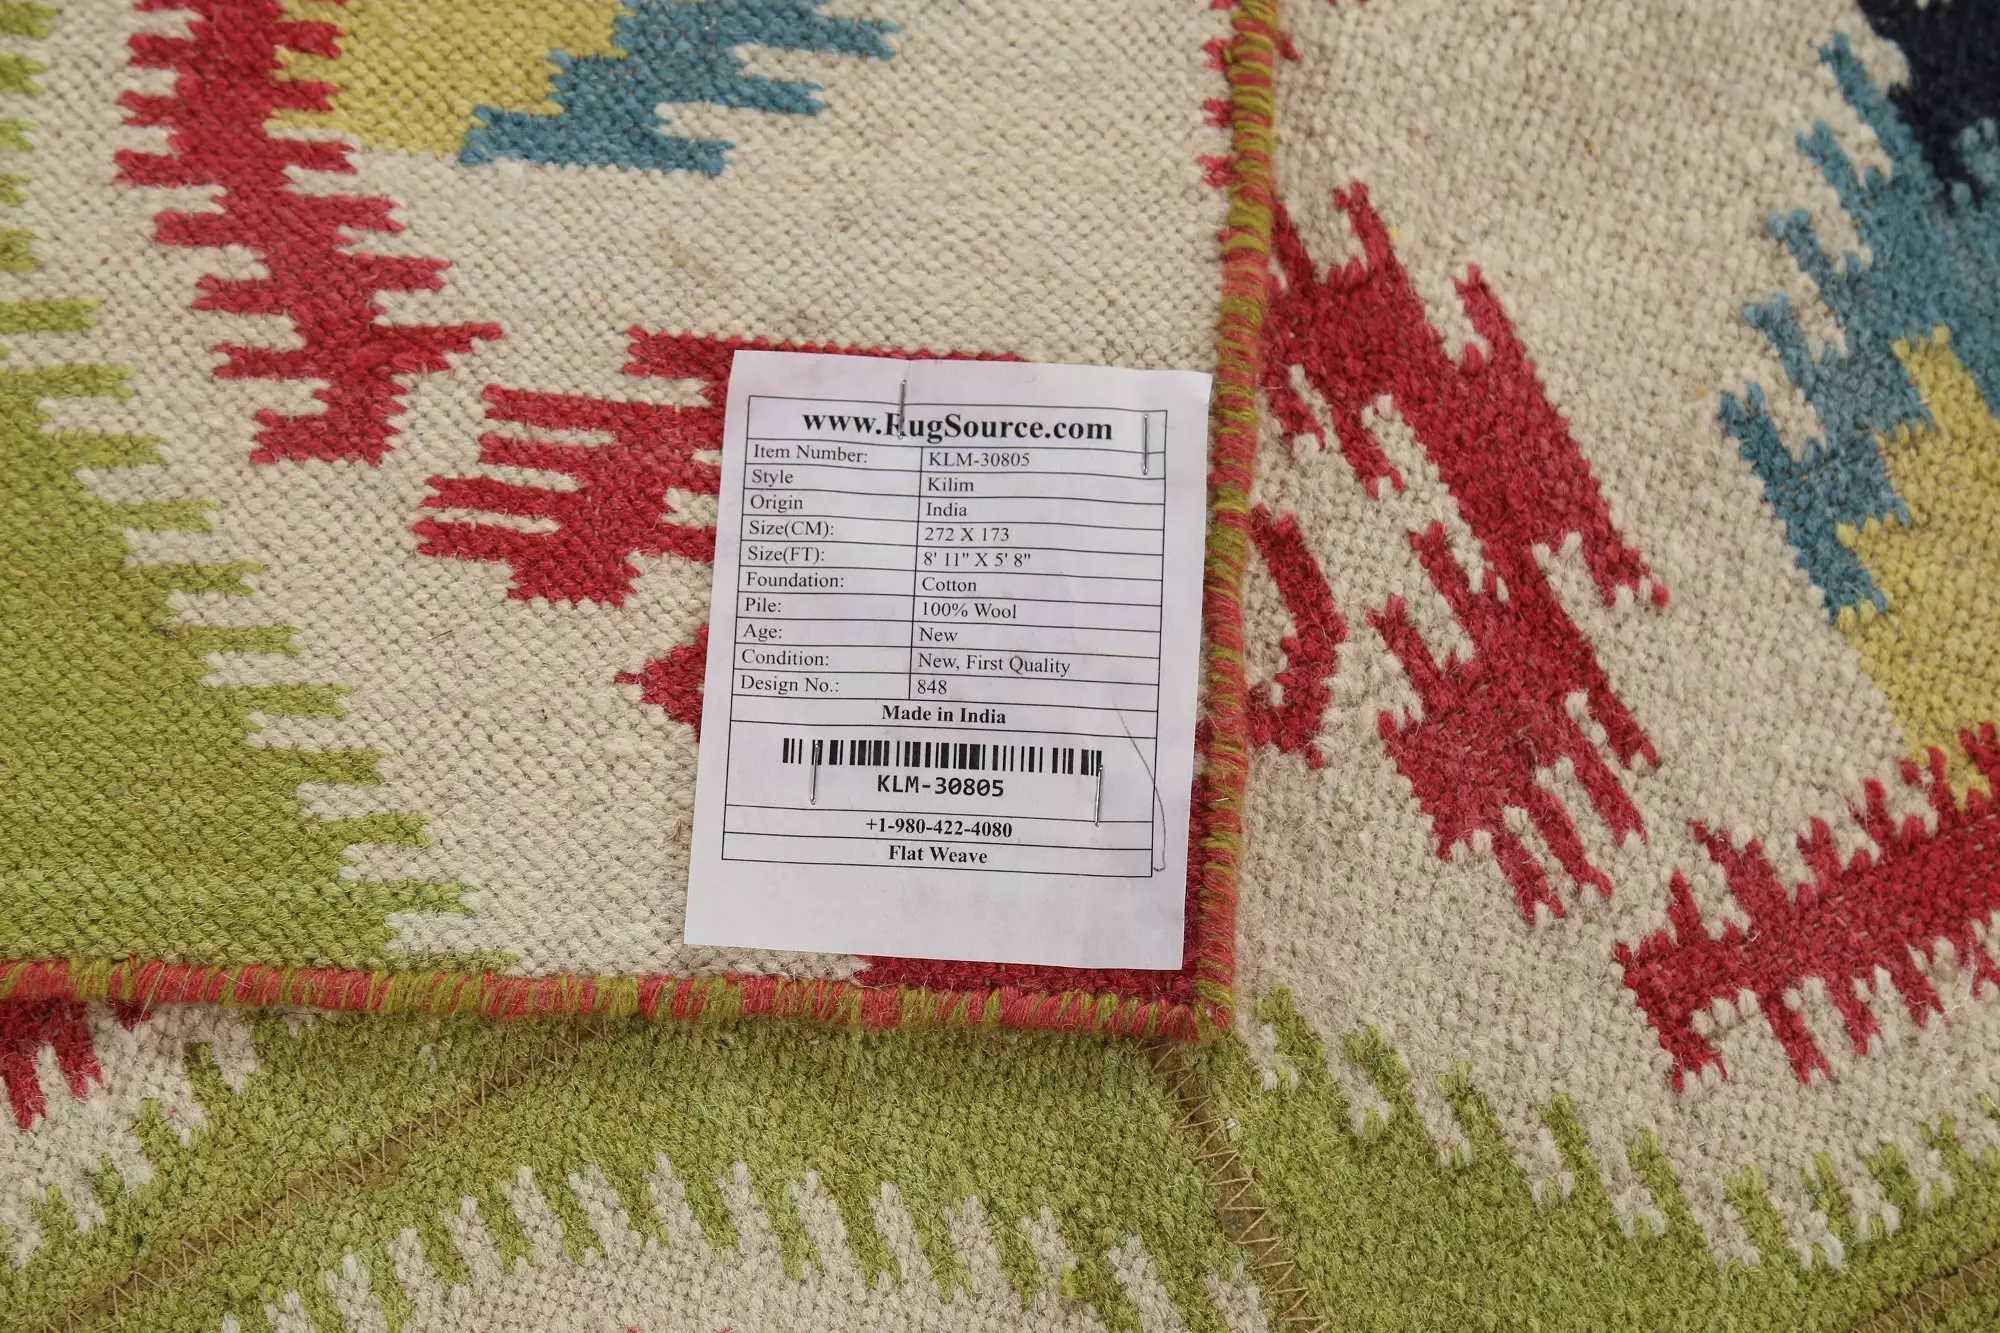 www.RugSource.com
Item Number: KLM-30805
Style Kilim
Origin India
Size(CM): 272 X 173
Size(FT): 8' 11" X 5' 8"
Foundation: Cotton
Pile: 100% Wool
Age: New
Condition: New, First Quality
Design No.: 848
Made in India
KLM-30805
+1-980-422-4080
Flat Weave